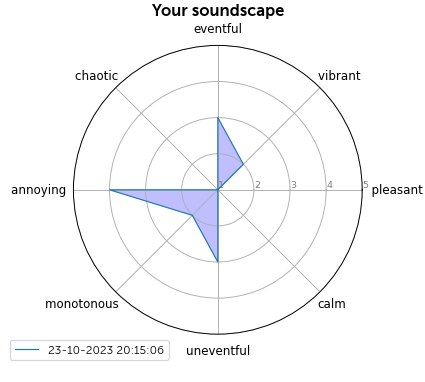 Your soundscape
eventful
chaotic
vibrant
annoying
1 2 3 4 5
pleasant
monotonous
calm
uneventful
23-10-2023 20:15:06